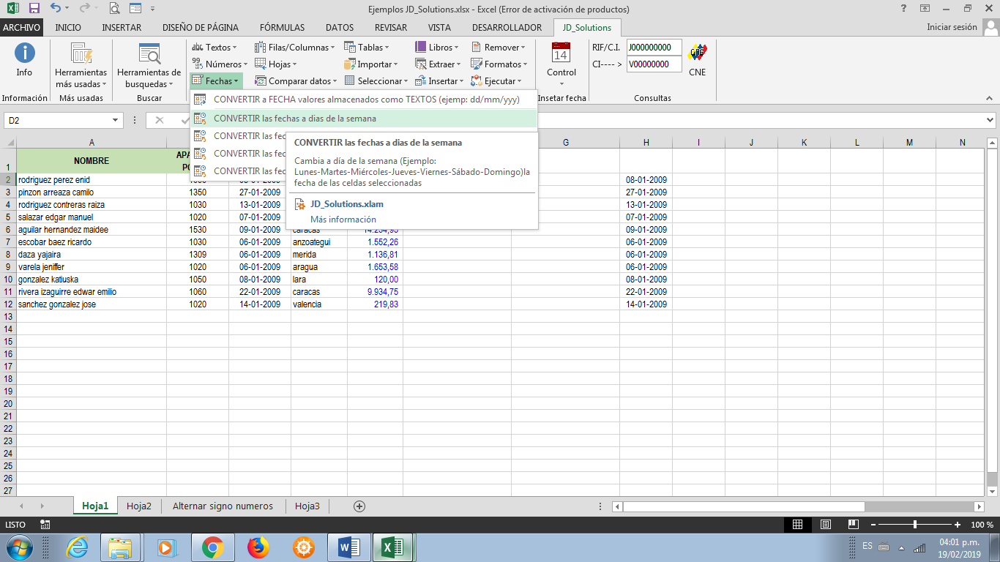 Ejemplos JD_Solutions.xlsx - Excel (Error de activación de productos)
ARCHIVO INICIO INSERTAR DISEÑO DE PÁGINA FÓRMULAS DATOS REVISAR VISTA DESARROLLADOR JD_Solutions Iniciar sesión
Info
Información
Herramientas más usadas
Más usadas
Herramientas de busquedas
Buscar
abc Textos Filas/Columnas Tablas Libros Remover
Números Hojas Importar Extraer Formatos
Fechas Comparar datos Seleccionar Insertar Ejecutar
14
Control
Insetar fecha
RIF/C.I. J000000000
CI----> V00000000
CNE
Consultas
CONVERTIR a FECHA valores almacenados como TEXTOS (ejemp: dd/mm/yyy)
CONVERTIR las fechas a dias de la semana
CONVERTIR las fec
CONVERTIR las fec
CONVERTIR las fec
CONVERTIR las fechas a dias de la semana
Cambia a día de la semana (Ejemplo:
Lunes-Martes-Miércoles-Jueves-Viernes-Sábado-Domingo)la
fecha de las celdas seleccionadas
JD_Solutions.xlam
Más información
D2
A G H I J K L M N
1 NOMBRE
2 rodriguez perez enid 08-01-2009
3 pinzon arreaza camilo 1350 27-01-2009 27-01-2009
4 rodriguez contreras raiza 1030 13-01-2009 13-01-2009
5 salazar edgar manuel 1020 07-01-2009 07-01-2009
6 aguilar hernandez maidee 1530 09-01-2009 caracas 09-01-2009
7 escobar baez ricardo 1030 06-01-2009 anzoategui 1.552,26 06-01-2009
8 daza yajaira 1309 06-01-2009 merida 1.136,81 06-01-2009
9 varela jeniffer 1020 06-01-2009 aragua 1.653,58 06-01-2009
10 gonzalez katiuska 1050 08-01-2009 lara 120,00 08-01-2009
11 rivera izaguirre edwar emilio 1060 22-01-2009 caracas 9.934,75 22-01-2009
12 sanchez gonzalez jose 1020 14-01-2009 valencia 219,83 14-01-2009
13
14
15
16
17
18
19
20
21
22
23
24
25
26
27
Hoja1 Hoja2 Alternar signo numeros Hoja3
LISTO 100 %
ES 04:01 p.m.
19/02/2019